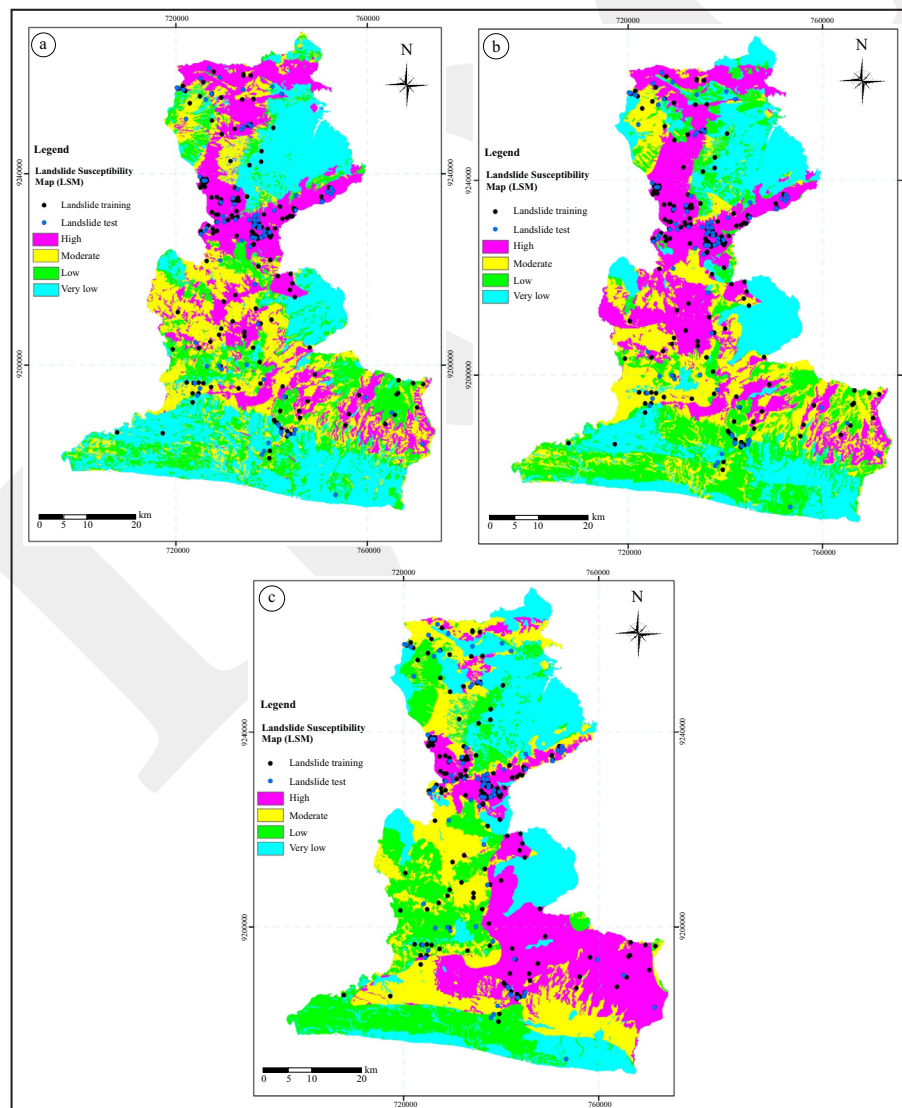 720000 760000
a
N
9240000
Legend
Landslide Susceptibility
Map (LSM)
Landslide training
Landslide test
High
Moderate
Low
Very low
9200000
km
0 5 10 20
720000 760000
720000 760000
b
N
9240000
Legend
Landslide Susceptibility
Map (LSM)
Landslide training
Landslide test
High
Moderate
Low
Very low
9200000
km
0 5 10 20
720000 760000
720000 760000
c
N
Legend
9240000 9240000
Landslide Susceptibility
Map (LSM)
Landslide training
Landslide test
High
Moderate
Low
Very low
9200000 9200000
km
0 5 10 20
720000 760000